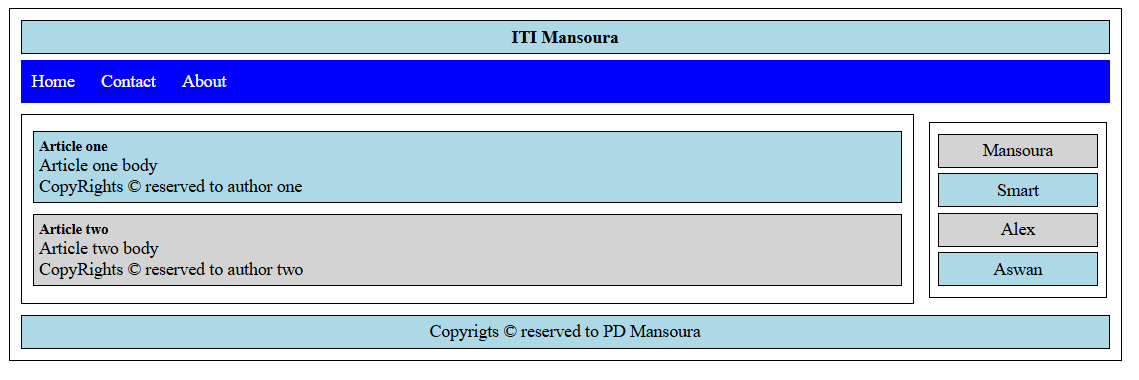 ITI Mansoura
Home Contact About
Article one
Article one body
CopyRights © reserved to author one
Article two
Article two body
CopyRights © reserved to author two
Mansoura
Smart
Alex
Aswan
Copyrigts © reserved to PD Mansoura